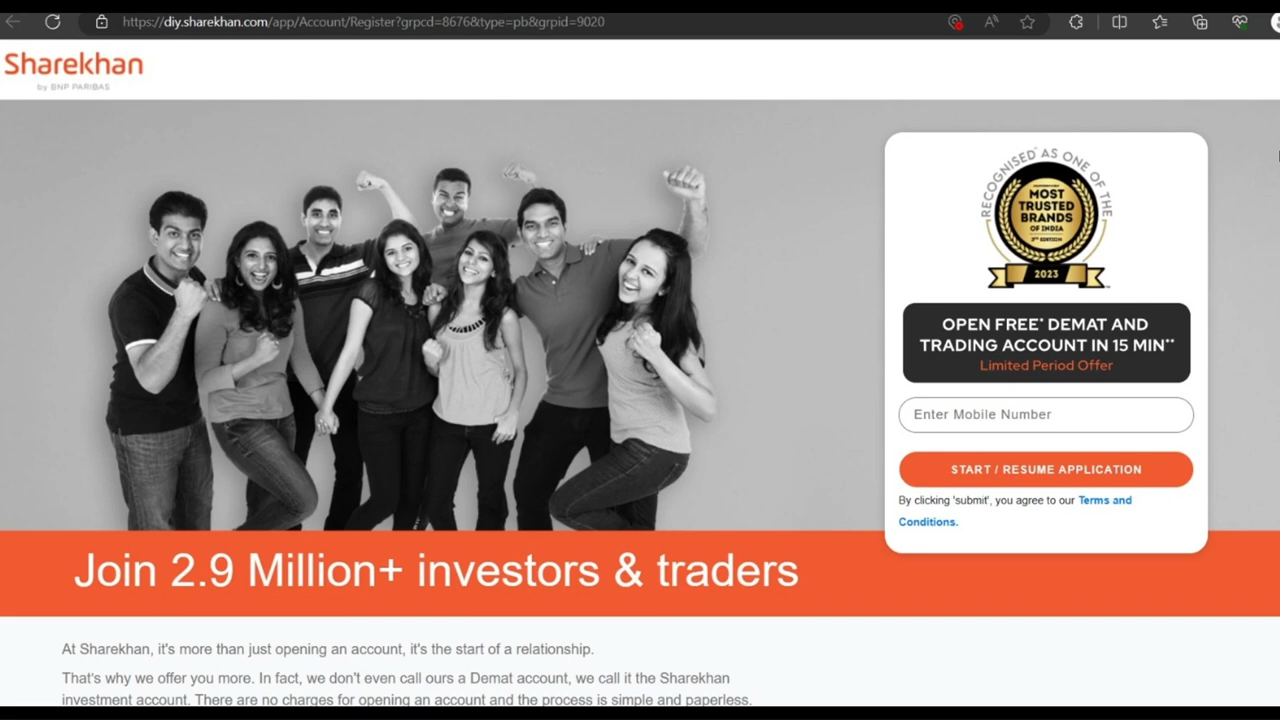 https://diy.sharekhan.com/app/Account/Register?grpcd=8676&type=pb&grpid=9020
Sharekhan
by BNP PARIBAS
RECOGNISED* AS ONE OF THE
MOST
TRUSTED
BRANDS
OF INDIA
2023
OPEN FREE* DEMAT AND
TRADING ACCOUNT IN 15 MIN**
Limited Period Offer
Enter Mobile Number
START / RESUME APPLICATION
By clicking 'submit', you agree to our Terms and
Conditions.
Join 2.9 Million+ investors & traders
At Sharekhan, it's more than just opening an account, it's the start of a relationship.
That's why we offer you more. In fact, we don't even call ours a Demat account, we call it the Sharekhan
investment account. There are no charges for opening an account and the process is simple and paperless.